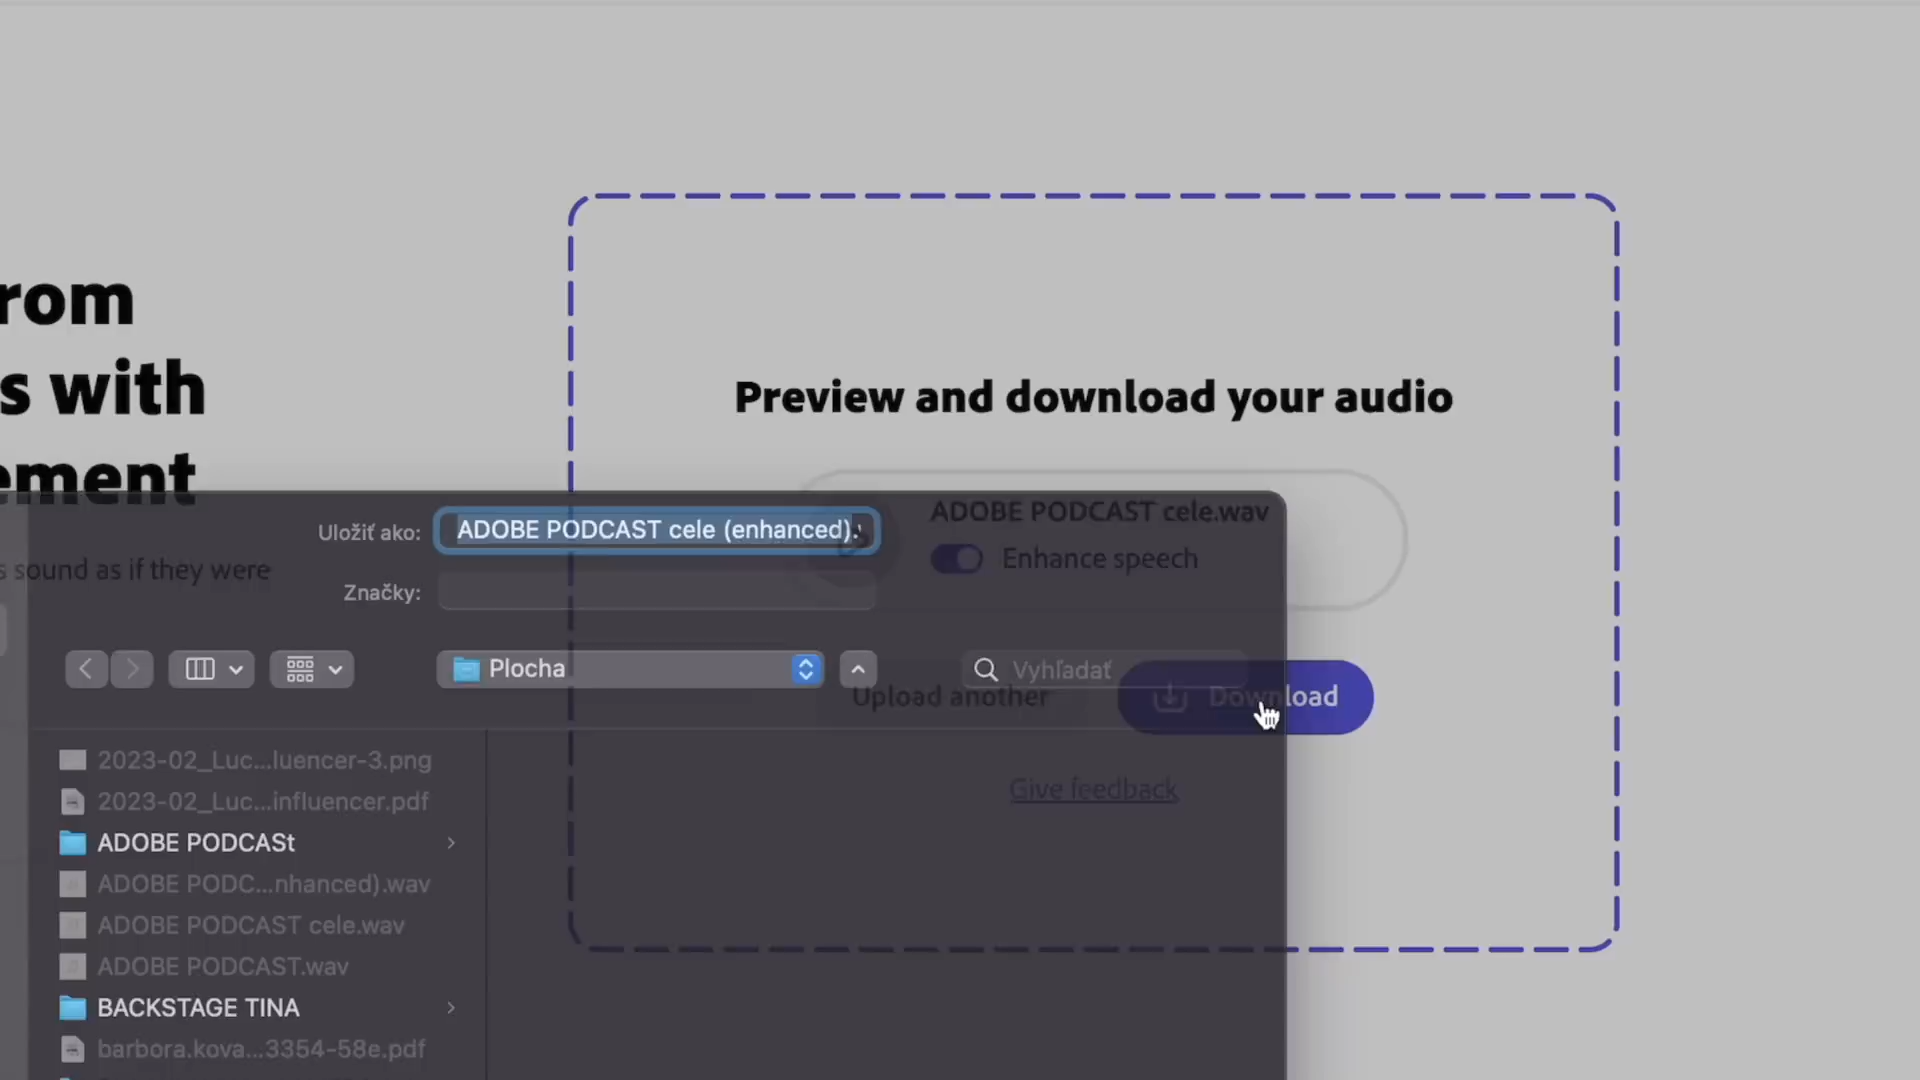 rom
s with
ement
s sound as if they were
Preview and download your audio
ADOBE PODCAST cele.wav
Enhance speech
Upload another
Download
Give feedback
Uložiť ako:
ADOBE PODCAST cele (enhanced).
Značky:
Plocha
Vyhľadať
2023-02_Luc...luencer-3.png
2023-02_Luc...influencer.pdf
ADOBE PODCASt
ADOBE PODC...nhanced).wav
ADOBE PODCAST cele.wav
ADOBE PODCAST.wav
BACKSTAGE TINA
barbora.kova...3354-58e.pdf